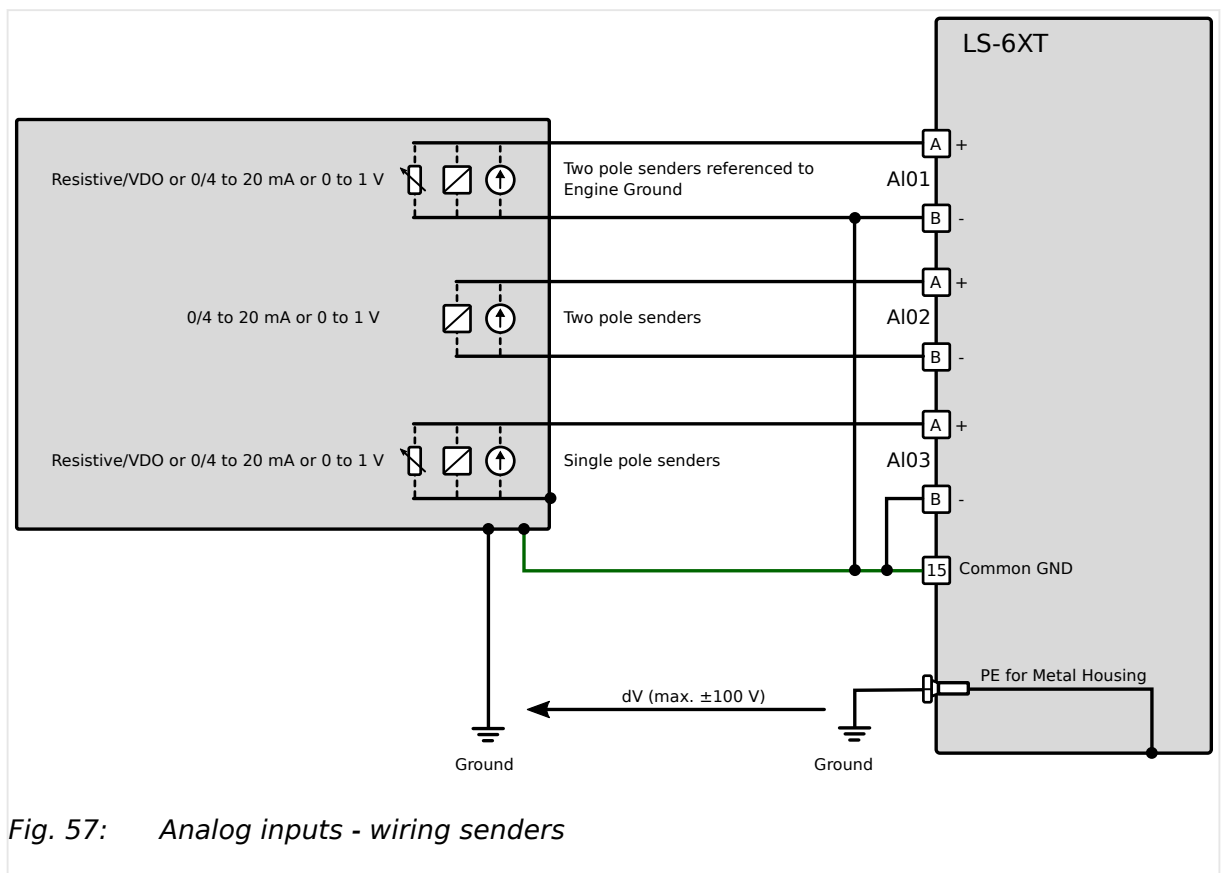 LS-6XT
A +
Resistive/VDO or 0/4 to 20 mA or 0 to 1 V
Two pole senders referenced to
Engine Ground
AI01
B -
A +
0/4 to 20 mA or 0 to 1 V
Two pole senders
AI02
B -
A +
Resistive/VDO or 0/4 to 20 mA or 0 to 1 V
Single pole senders
AI03
B -
15 Common GND
PE for Metal Housing
dV (max. ±100 V)
Ground
Ground
Fig. 57: Analog inputs - wiring senders